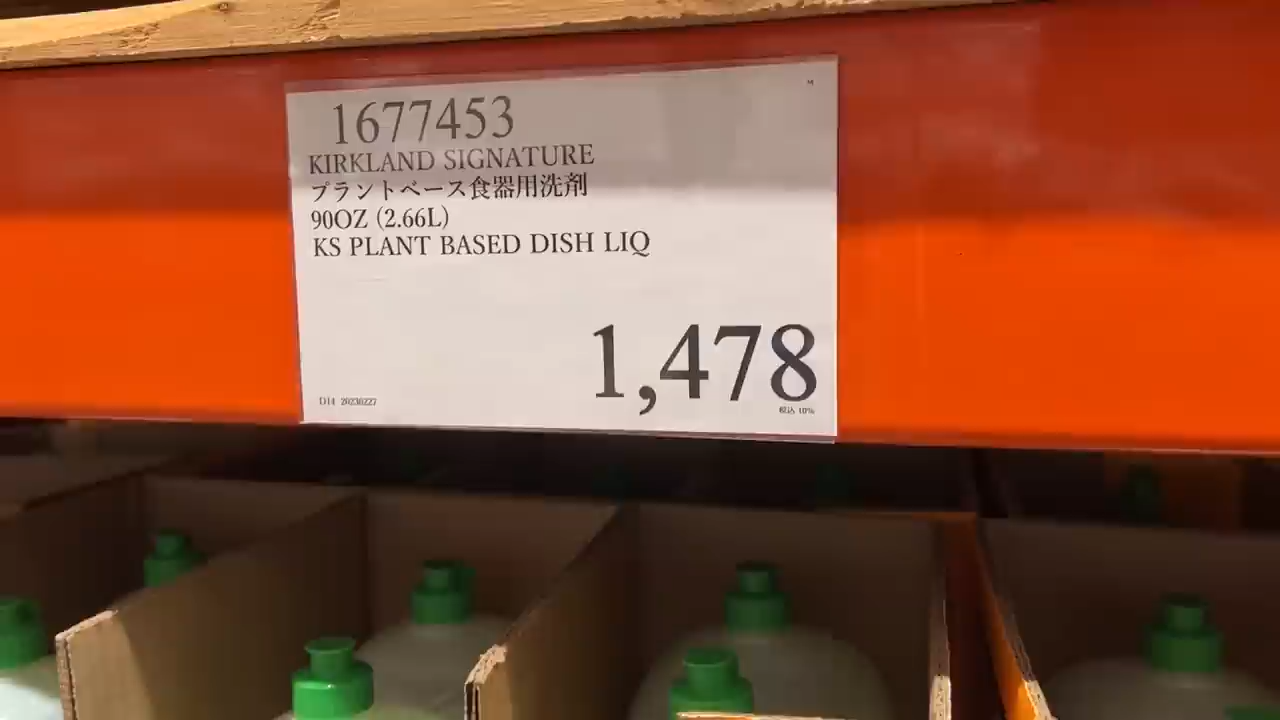 1677453
KIRKLAND SIGNATURE
プラントベース食器用洗剤
90OZ (2.66L)
KS PLANT BASED DISH LIQ
1,478
D14 20230227
税込 10%